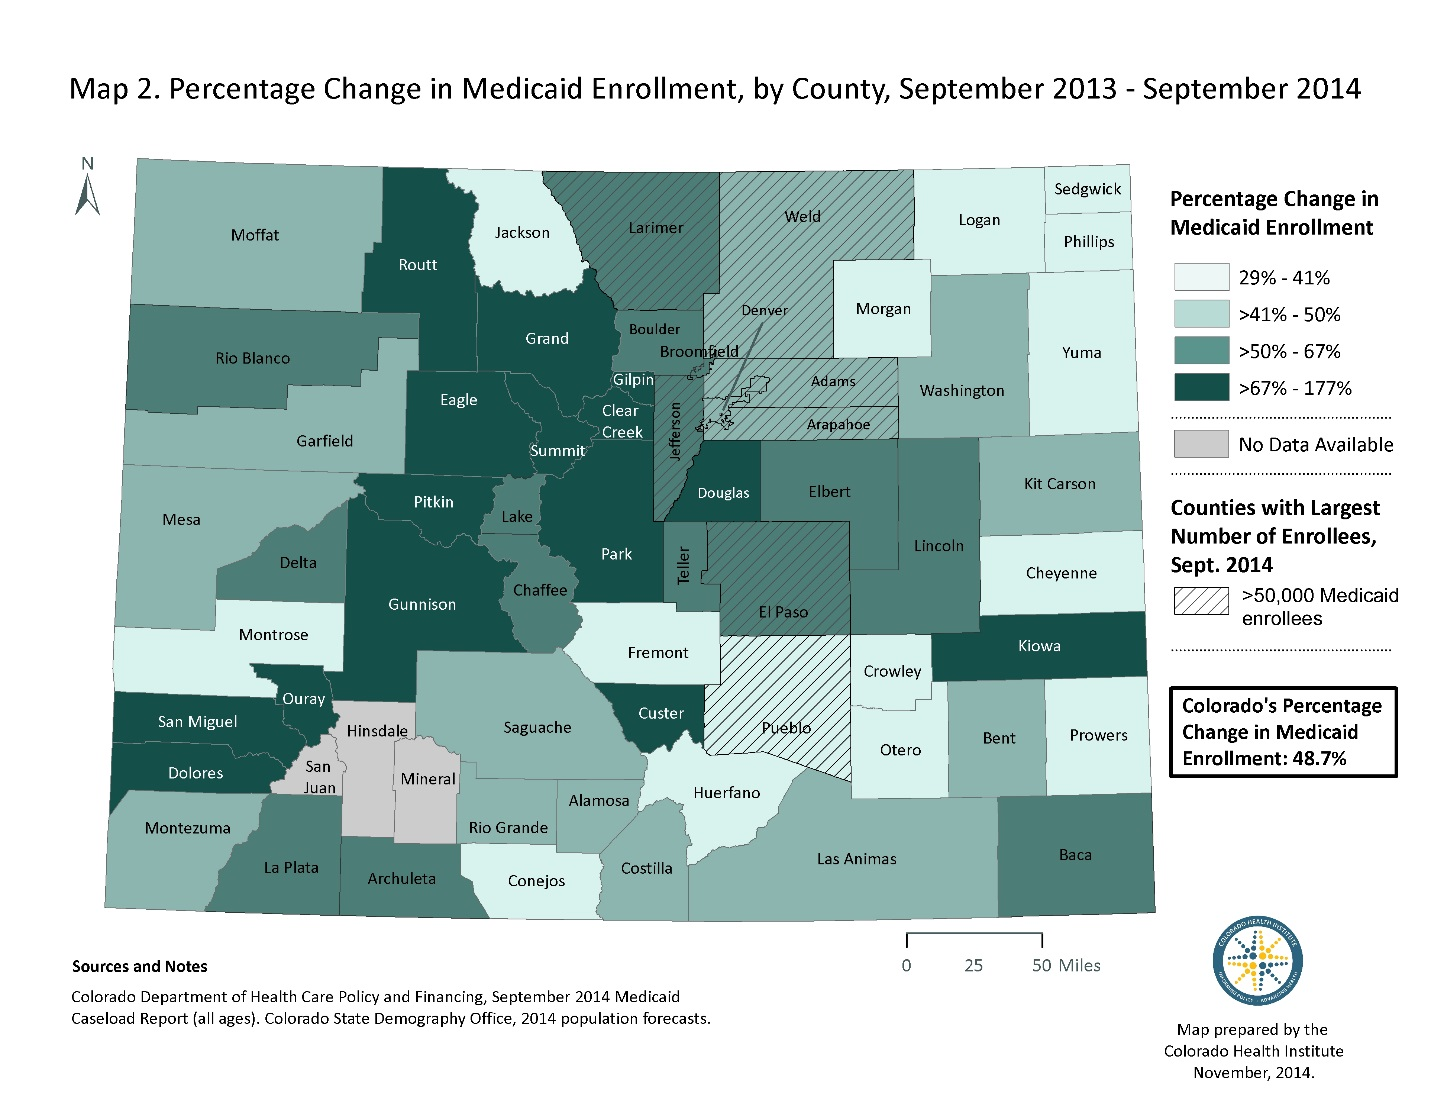 Map 2. Percentage Change in Medicaid Enrollment, by County, September 2013 - September 2014
N
Moffat
Routt
Jackson
Larimer
Weld
Logan
Sedgwick
Phillips
Rio Blanco
Grand
Boulder
Broomfield
Denver
Morgan
Yuma
Washington
Garfield
Eagle
Gilpin
Clear
Creek
Summit
Jefferson
Adams
Arapahoe
Mesa
Pitkin
Lake
Park
Douglas
Elbert
Lincoln
Kit Carson
Delta
Gunnison
Chaffee
Teller
El Paso
Cheyenne
Montrose
Fremont
Crowley
Kiowa
Ouray
San Miguel
Hinsdale
Saguache
Custer
Pueblo
Otero
Bent
Prowers
Dolores
San
Juan
Mineral
Montezuma
Rio Grande
Alamosa
Huerfano
La Plata
Archuleta
Conejos
Costilla
Las Animas
Baca
Percentage Change in
Medicaid Enrollment
29% - 41%
>41% - 50%
>50% - 67%
>67% - 177%
No Data Available
Counties with Largest
Number of Enrollees,
Sept. 2014
>50,000 Medicaid
enrollees
Colorado's Percentage
Change in Medicaid
Enrollment: 48.7%
0 25 50 Miles
Sources and Notes
Colorado Department of Health Care Policy and Financing, September 2014 Medicaid
Caseload Report (all ages). Colorado State Demography Office, 2014 population forecasts.
COLORADO HEALTH INSTITUTE
INFORMING POLICY · ADVANCING HEALTH
Map prepared by the
Colorado Health Institute
November, 2014.